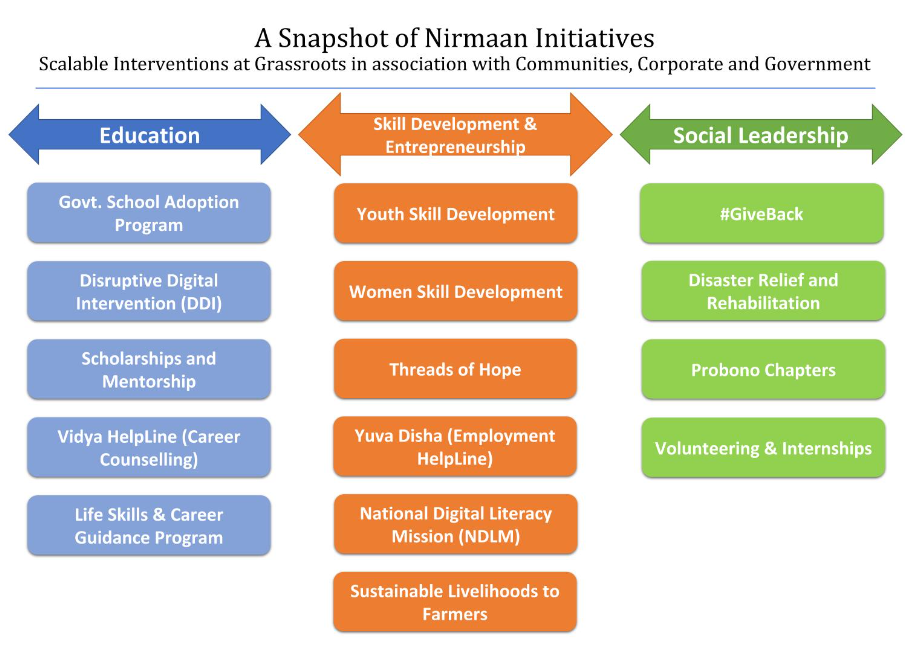 A Snapshot of Nirmaan Initiatives
Scalable Interventions at Grassroots in association with Communities, Corporate and Government
Education
Govt. School Adoption
Program
Disruptive Digital
Intervention (DDI)
Scholarships and
Mentorship
Vidya HelpLine (Career
Counselling)
Life Skills & Career
Guidance Program
Skill Development &
Entrepreneurship
Youth Skill Development
Women Skill Development
Threads of Hope
Yuva Disha (Employment
HelpLine)
National Digital Literacy
Mission (NDLM)
Sustainable Livelihoods to
Farmers
Social Leadership
#GiveBack
Disaster Relief and
Rehabilitation
Probono Chapters
Volunteering & Internships